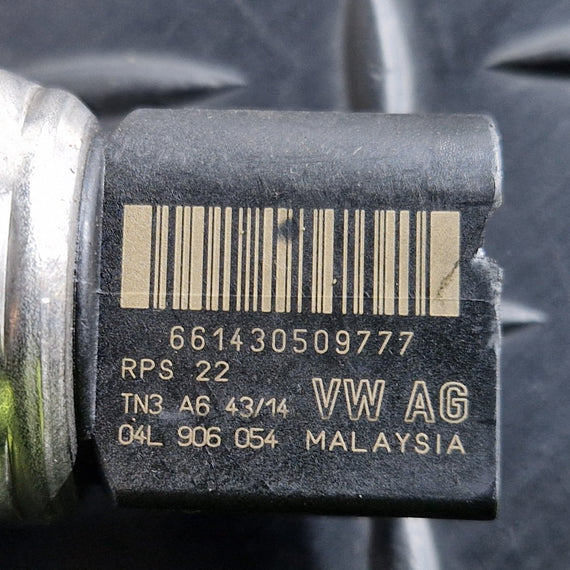 661430509777
RPS 22
TN3 A6 43/14 VW AG
04L 906 054 MALAYSIA